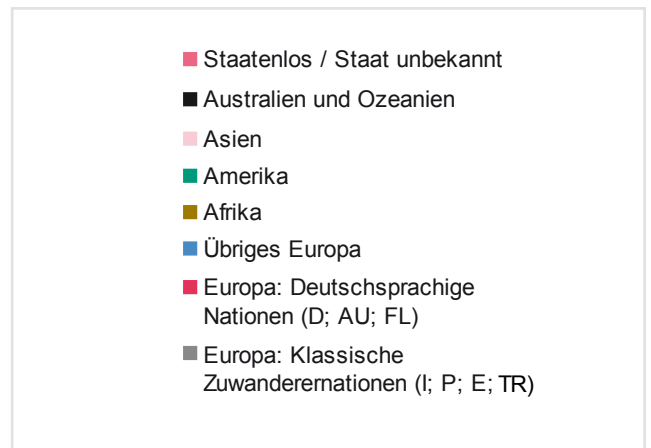 Staatenlos / Staat unbekannt
Australien und Ozeanien
Asien
Amerika
Afrika
Übriges Europa
Europa: Deutschsprachige
Nationen (D; AU; FL)
Europa: Klassische
Zuwanderernationen (I; P; E; TR)